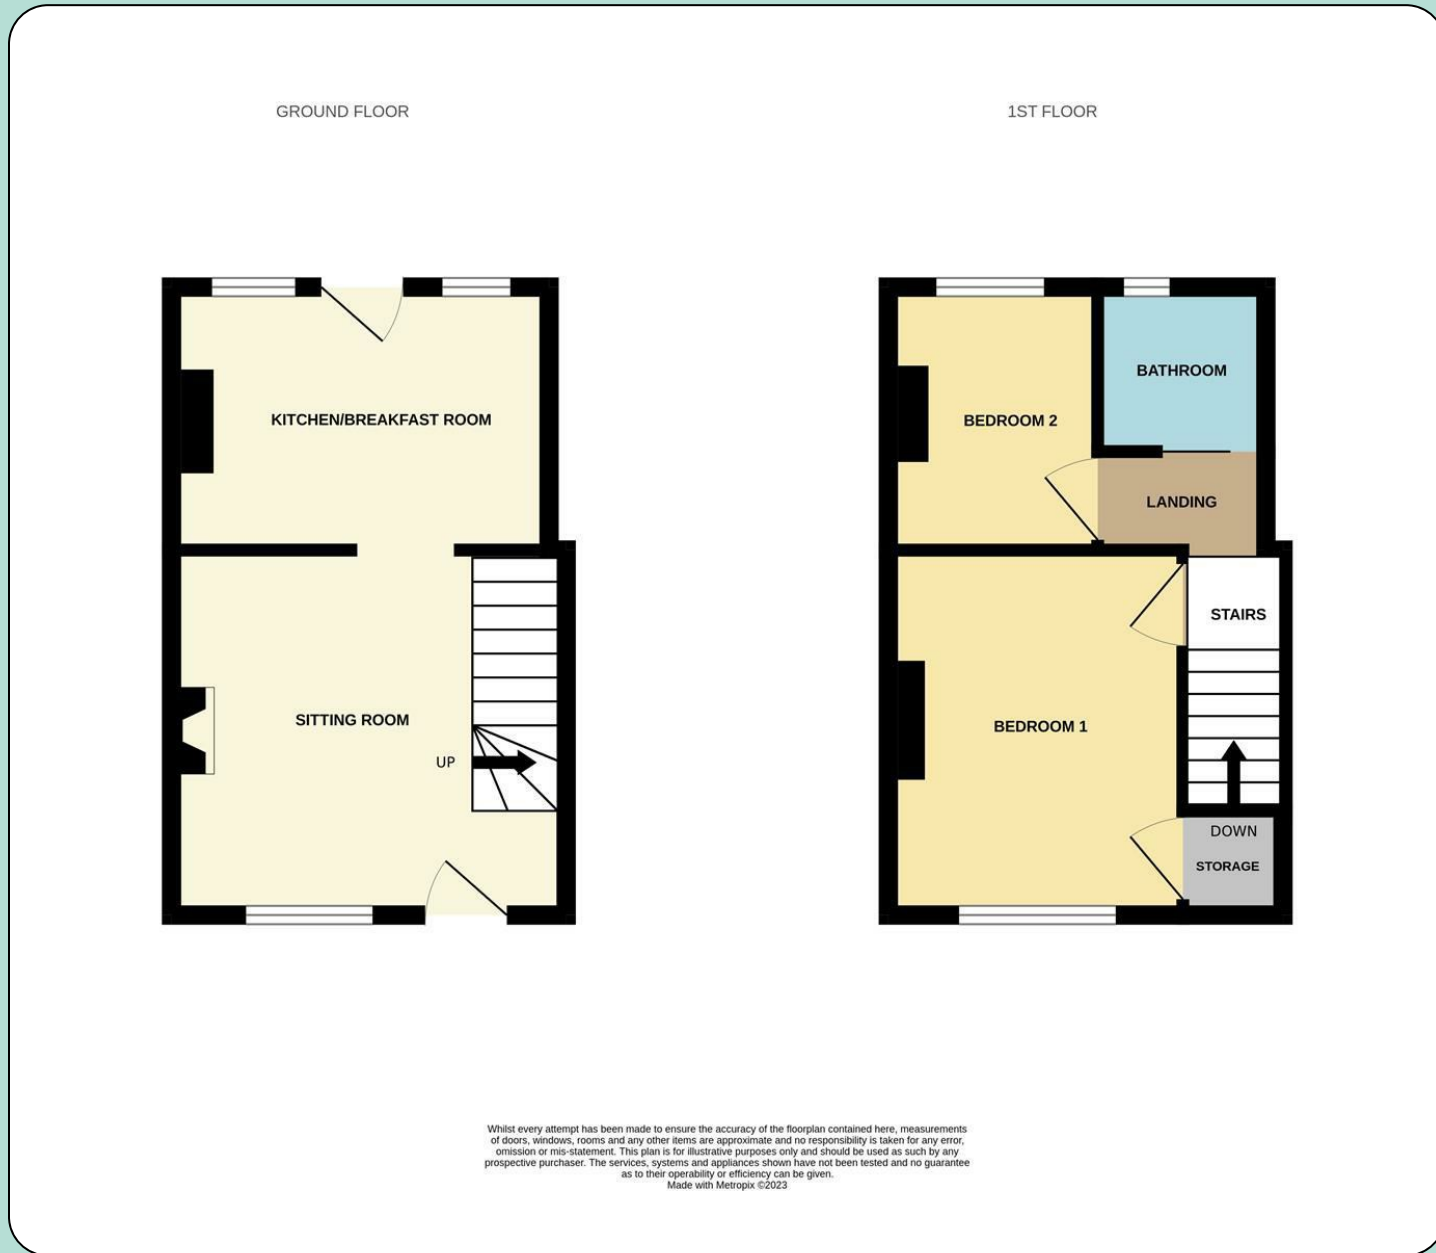 GROUND FLOOR
1ST FLOOR
KITCHEN/BREAKFAST ROOM
SITTING ROOM
UP
BATHROOM
BEDROOM 2
LANDING
STAIRS
BEDROOM 1
DOWN
STORAGE
Whilst every attempt has been made to ensure the accuracy of the floorplan contained here, measurements
of doors, windows, rooms and any other items are approximate and no responsibility is taken for any error,
omission or mis-statement. This plan is for illustrative purposes only and should be used as such by any
prospective purchaser. The services, systems and appliances shown have not been tested and no guarantee
as to their operability or efficiency can be given.
Made with Metropix ©2023